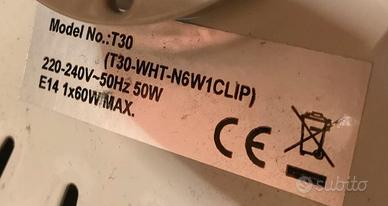 Model No.:T30
(T30-WHT-N6W1CLIP)
220-240V~50Hz 50W
E14 1x60W MAX.
CE
subito